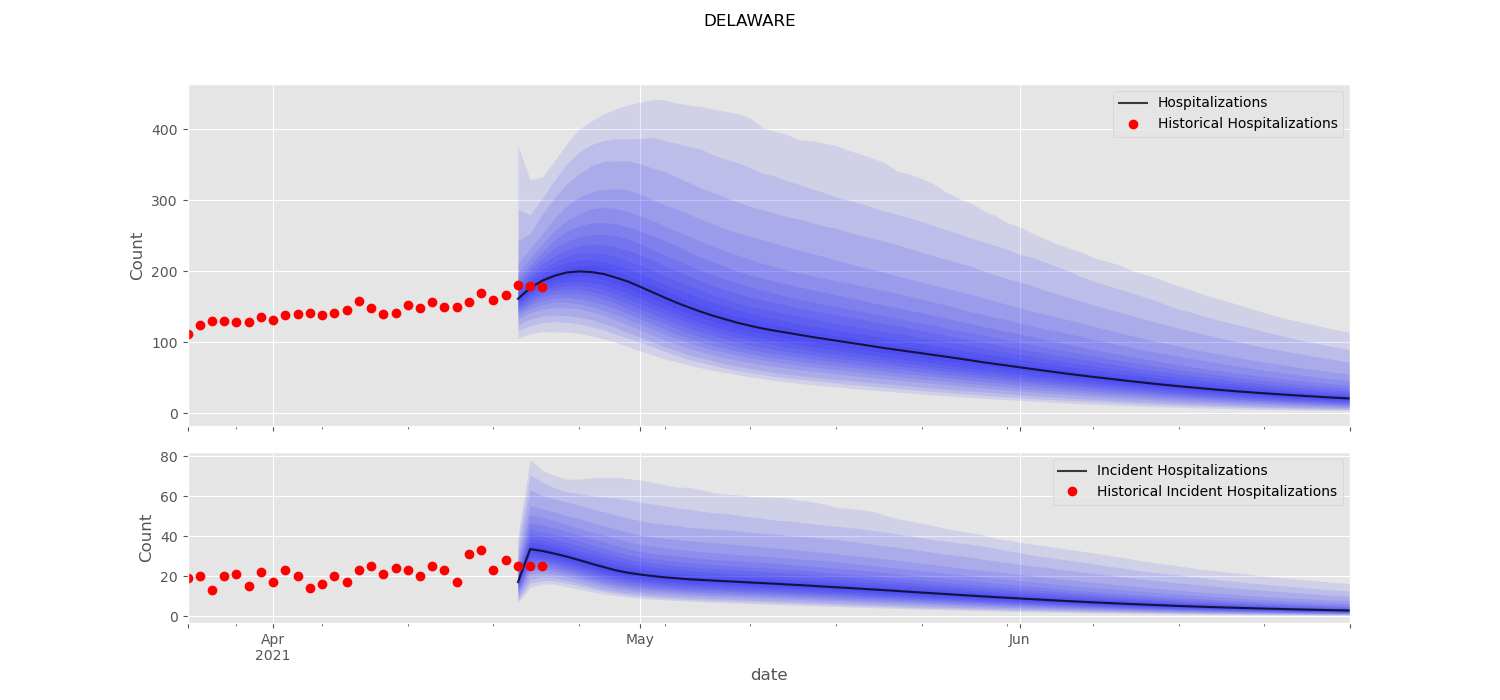 DELAWARE
Hospitalizations
Historical Hospitalizations
Count
400
300
200
100
0
Incident Hospitalizations
Historical Incident Hospitalizations
Count
80
60
40
20
0
Apr
2021
May
Jun
date